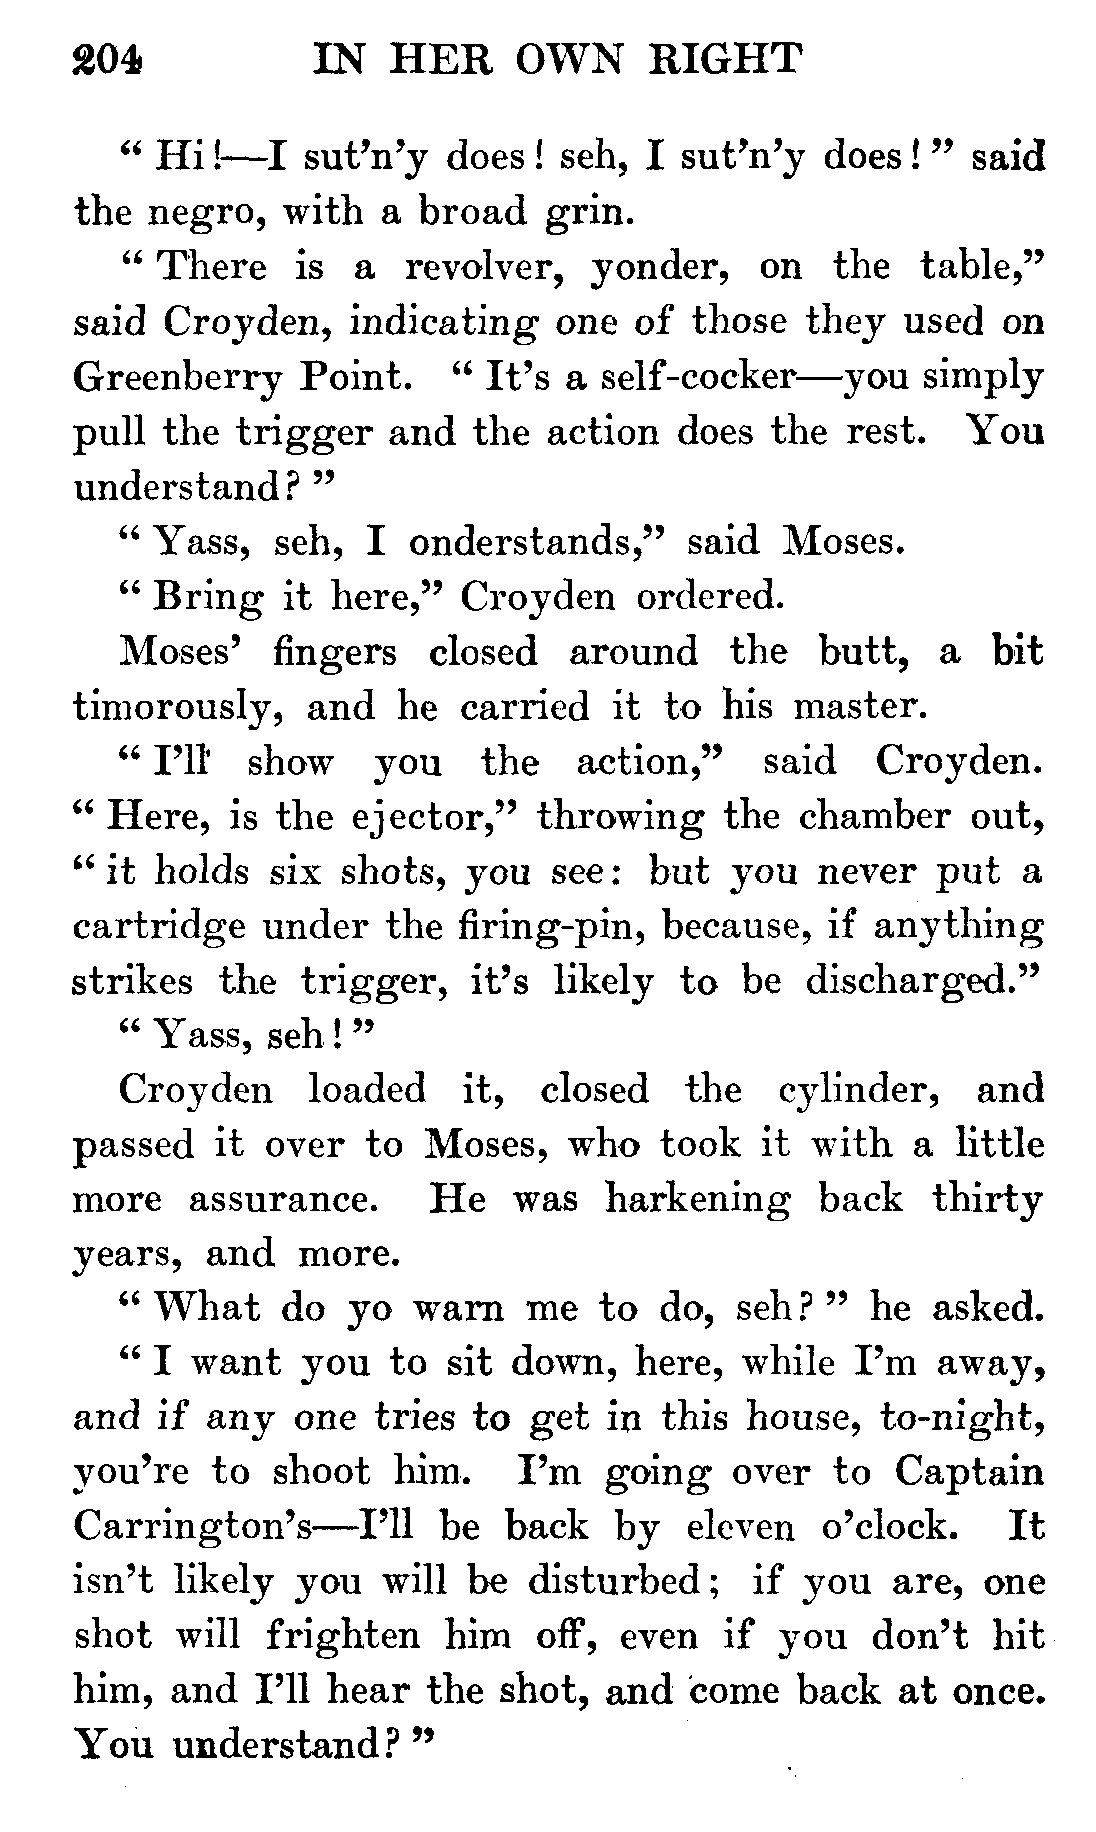 204 IN HER OWN RIGHT
“ Hi!—I sut’n’y does! seh, I sut’n’y does!” said
the negro, with a broad grin.
“ There is a revolver, yonder, on the table,”
said Croyden, indicating one of those they used on
Greenberry Point. “ It’s a self-cocker—you simply
pull the trigger and the action does the rest. You
understand?”
“ Yass, seh, I onderstands,” said Moses.
“ Bring it here,” Croyden ordered.
Moses’ fingers closed around the butt, a bit
timorously, and he carried it to his master.
“ I’ll show you the action,” said Croyden.
“ Here, is the ejector,” throwing the chamber out,
“ it holds six shots, you see: but you never put a
cartridge under the firing-pin, because, if anything
strikes the trigger, it’s likely to be discharged.”
“ Yass, seh!”
Croyden loaded it, closed the cylinder, and
passed it over to Moses, who took it with a little
more assurance. He was harkening back thirty
years, and more.
“ What do yo warn me to do, seh?” he asked.
“ I want you to sit down, here, while I’m away,
and if any one tries to get in this house, to-night,
you’re to shoot him. I’m going over to Captain
Carrington’s—I’ll be back by eleven o’clock. It
isn’t likely you will be disturbed; if you are, one
shot will frighten him off, even if you don’t hit
him, and I’ll hear the shot, and come back at once.
You understand?”